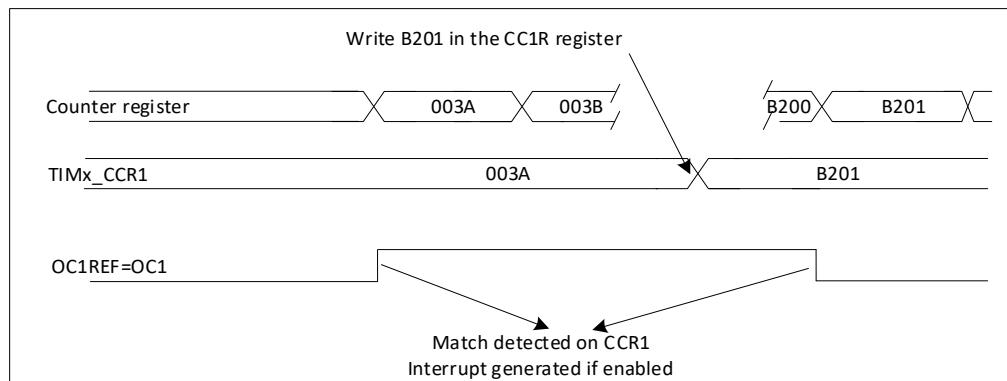 Write B201 in the CC1R register
Counter register 003A 003B B200 B201
TIMx_CCR1 003A B201
OC1REF=OC1
Match detected on CCR1
Interrupt generated if enabled